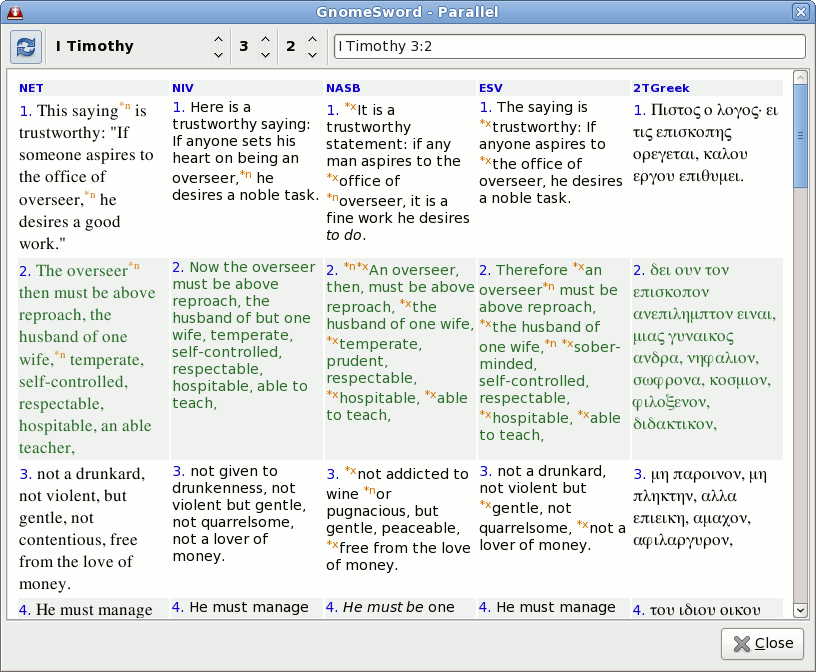 GnomeSword - Parallel
I Timothy 3 2 I Timothy 3:2
NET NIV NASB ESV 2TGreek
1. This saying*n is
trustworthy: "If
someone aspires to
the office of
overseer,*n he
desires a good
work."
1. Here is a
trustworthy saying:
If anyone sets his
heart on being an
overseer,*n he
desires a noble task.
1. *xIt is a
trustworthy
statement: if any
man aspires to the
*xoffice of
*noverseer, it is a
fine work he desires
to do.
1. The saying is
*xtrustworthy: If
anyone aspires to
*xthe office of
overseer, he desires
a noble task.
1. Πιστος ο λογος· ει
τις επισκοπης
ορεγεται, καλου
εργου επιθυμει.
2. The overseer*n
then must be above
reproach, the
husband of one
wife,*n temperate,
self-controlled,
respectable,
hospitable, an able
teacher,
2. Now the overseer
must be above
reproach, the
husband of but one
wife, temperate,
self-controlled,
respectable,
hospitable, able to
teach,
2. *n*xAn overseer,
then, must be above
reproach, *xthe
husband of one wife,
*xtemperate,
prudent,
respectable,
*xhospitable, *xable
to teach,
2. Therefore *xan
overseer*n must be
above reproach,
*xthe husband of
one wife,*n *xsober-
minded,
self-controlled,
respectable,
*xhospitable, *xable
to teach,
2. δει ουν τον
επισκοπον
ανεπιλημπτον ειναι,
μιας γυναικος
ανδρα, νηφαλιον,
σωφρονα, κοσμιον,
φιλοξενον,
διδακτικον,
3. not a drunkard,
not violent, but
gentle, not
contentious, free
from the love of
money.
3. not given to
drunkenness, not
violent but gentle,
not quarrelsome,
not a lover of
money.
3. *xnot addicted to
wine *nor
pugnacious, but
gentle, peaceable,
*xfree from the love
of money.
3. not a drunkard,
not violent but
*xgentle, not
quarrelsome, *xnot a
lover of money.
3. μη παροινον, μη
πληκτην, αλλα
επιεικη, αμαχον,
αφιλαργυρον,
4. He must manage
4. He must manage
4. He must be one
4. He must manage
4. του ιδιου οικου
Close